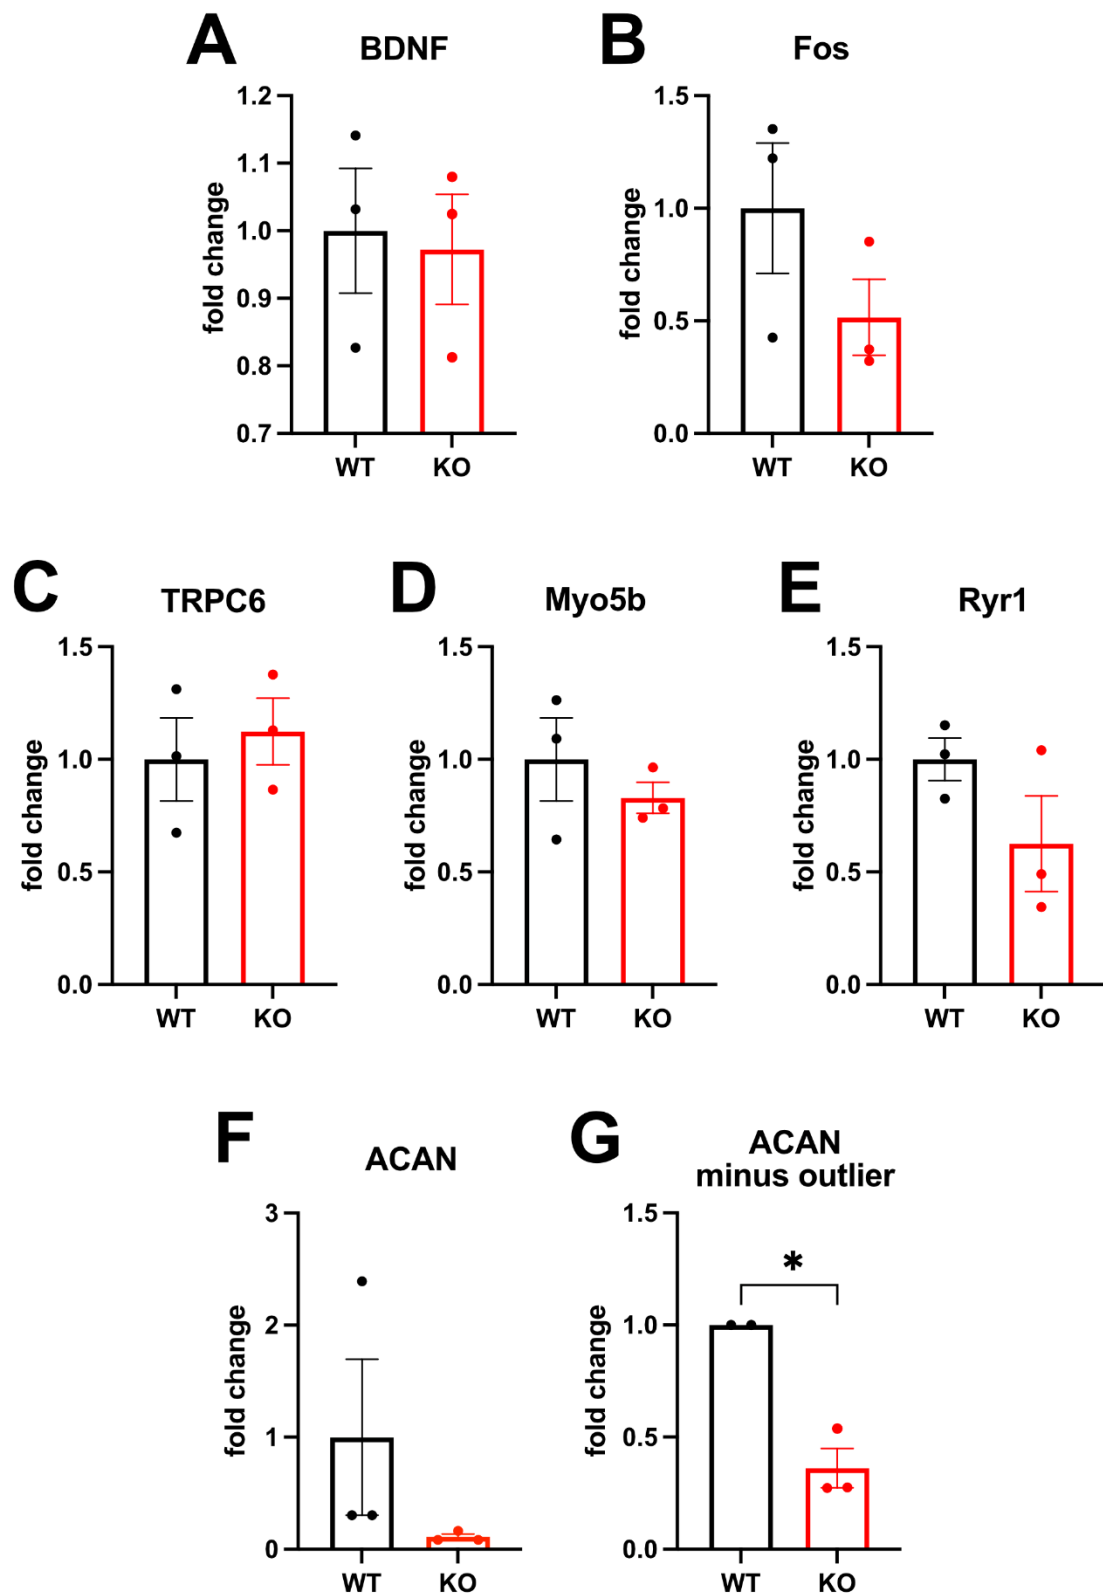 A BDNF
B Fos
1.2
1.1
1.0
0.9
0.8
0.7
fold change
WT KO
1.5
1.0
0.5
0.0
fold change
WT KO
C TRPC6
D Myo5b
E Ryr1
1.5
1.0
0.5
0.0
fold change
WT KO
1.5
1.0
0.5
0.0
fold change
WT KO
1.5
1.0
0.5
0.0
fold change
WT KO
F ACAN
G ACAN
minus outlier
3
2
1
0
fold change
WT KO
1.5
1.0
0.5
0.0
fold change
*
WT KO